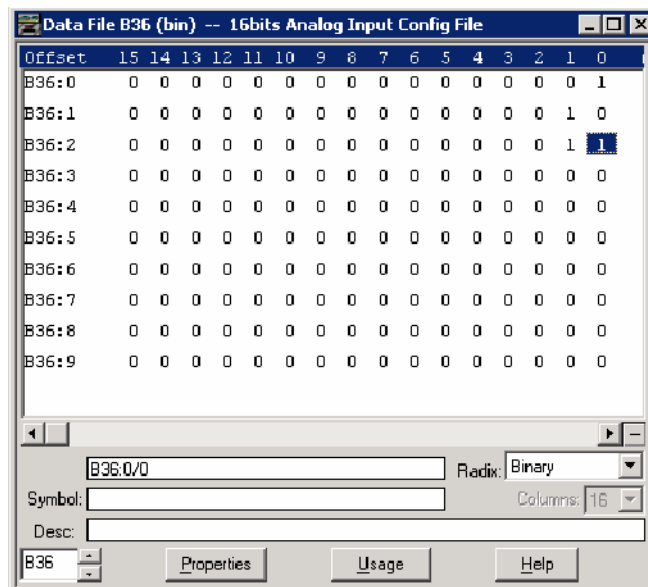 Data File B36 (bin) -- 16bits Analog Input Config File
Offset 15 14 13 12 11 10 9 8 7 6 5 4 3 2 1 0
B36:0 0 0 0 0 0 0 0 0 0 0 0 0 0 0 0 1
B36:1 0 0 0 0 0 0 0 0 0 0 0 0 0 0 1 0
B36:2 0 0 0 0 0 0 0 0 0 0 0 0 0 0 1 1
B36:3 0 0 0 0 0 0 0 0 0 0 0 0 0 0 0 0
B36:4 0 0 0 0 0 0 0 0 0 0 0 0 0 0 0 0
B36:5 0 0 0 0 0 0 0 0 0 0 0 0 0 0 0 0
B36:6 0 0 0 0 0 0 0 0 0 0 0 0 0 0 0 0
B36:7 0 0 0 0 0 0 0 0 0 0 0 0 0 0 0 0
B36:8 0 0 0 0 0 0 0 0 0 0 0 0 0 0 0 0
B36:9 0 0 0 0 0 0 0 0 0 0 0 0 0 0 0 0
B36:0/0 Radix: Binary
Symbol: Columns: 16
Desc:
B36 Properties Usage Help